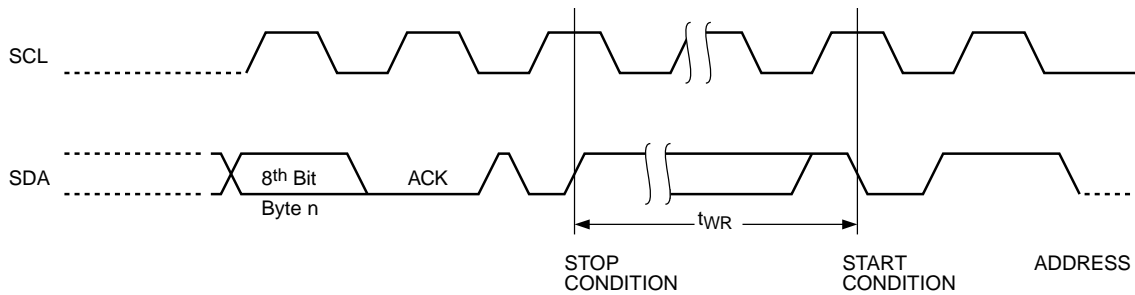 SCL
SDA
8th Bit
ACK
Byte n
tWR
STOP
CONDITION
START
CONDITION
ADDRESS